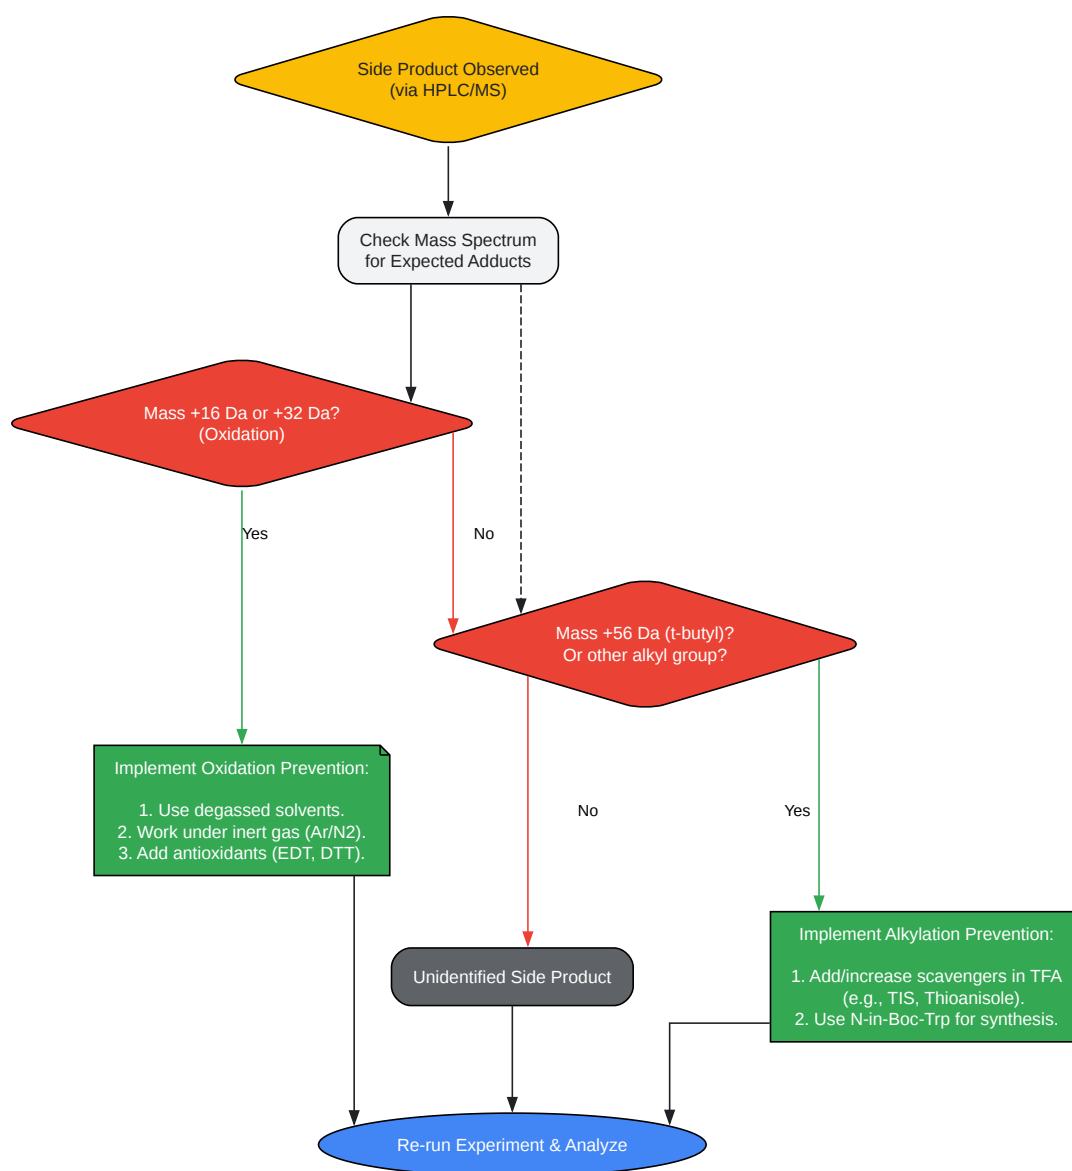 Side Product Observed
(via HPLC/MS)
Check Mass Spectrum
for Expected Adducts
Mass +16 Da or +32 Da?
(Oxidation)
Yes
No
Mass +56 Da (t-butyl)?
Or other alkyl group?
Implement Oxidation Prevention:
1. Use degassed solvents.
2. Work under inert gas (Ar/N2).
3. Add antioxidants (EDT, DTT).
No
Yes
Implement Alkylation Prevention:
1. Add/increase scavengers in TFA
(e.g., TIS, Thioanisole).
2. Use N-in-Boc-Trp for synthesis.
Unidentified Side Product
Re-run Experiment & Analyze